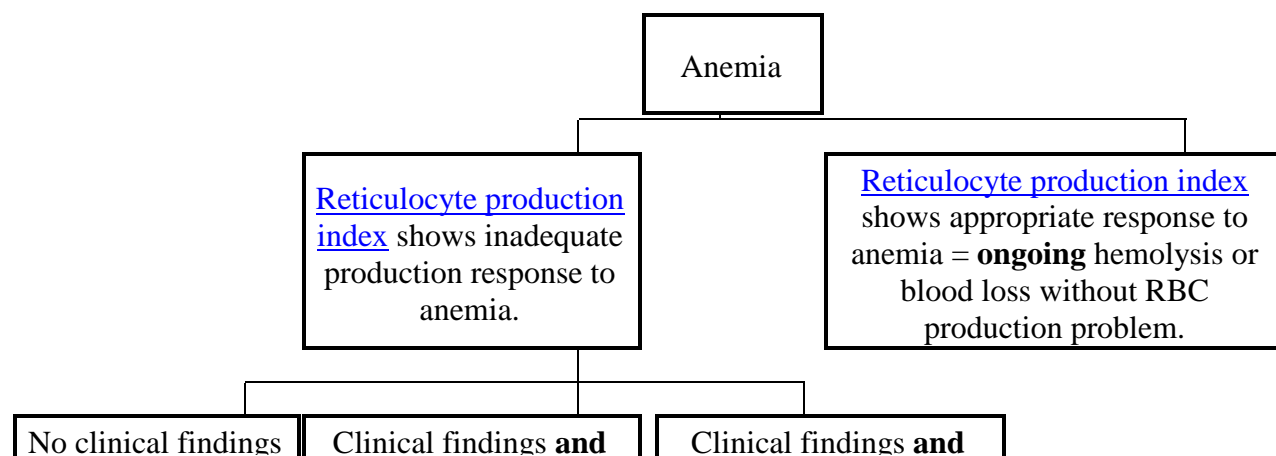 Anemia
Reticulocyte production
index shows inadequate
production response to
anemia.
Reticulocyte production index
shows appropriate response to
anemia = ongoing hemolysis or
blood loss without RBC
production problem.
No clinical findings
Clinical findings and
Clinical findings and